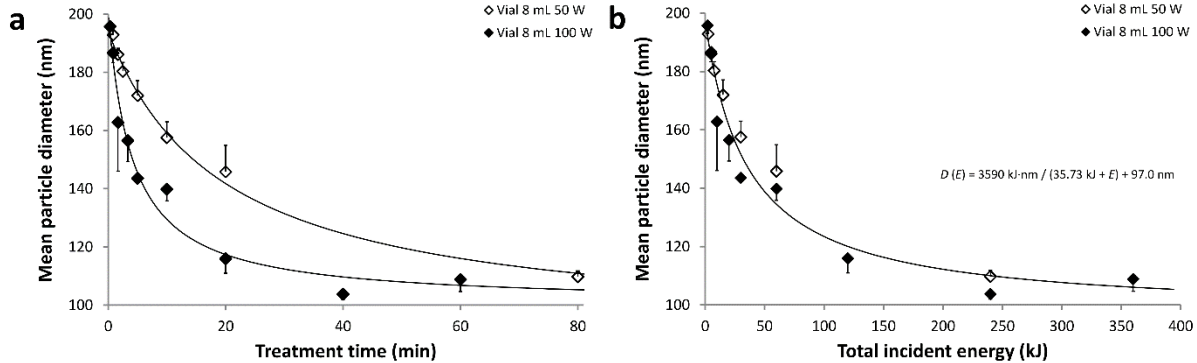 a
Vial 8 mL 50 W
Vial 8 mL 100 W
Mean particle diameter (nm)
200
180
160
140
120
100
0 20 40 60 80
Treatment time (min)
b
Vial 8 mL 50 W
Vial 8 mL 100 W
Mean particle diameter (nm)
200
180
160
140
120
100
D (E) = 3590 kJ·nm / (35.73 kJ + E) + 97.0 nm
0 50 100 150 200 250 300 350 400
Total incident energy (kJ)